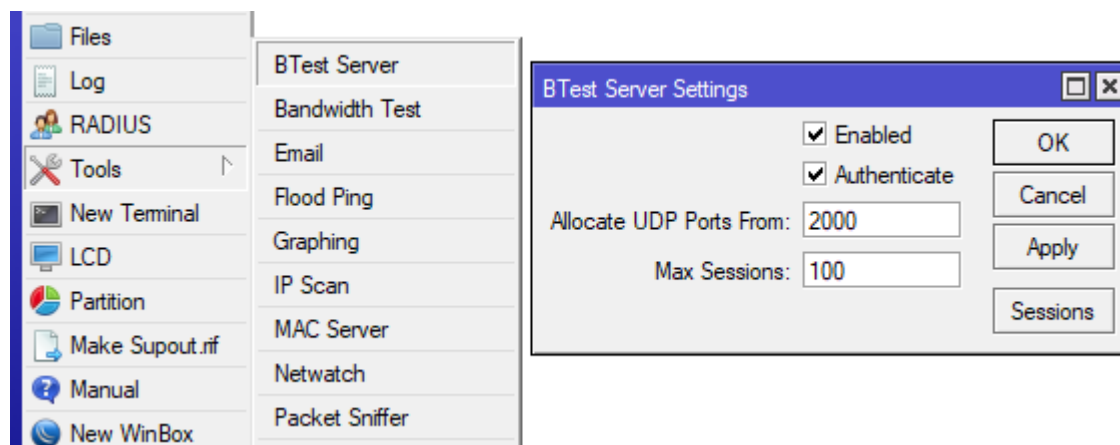 Files
Log
RADIUS
Tools
New Terminal
LCD
Partition
Make Supout.rif
Manual
New WinBox
BTest Server
Bandwidth Test
Email
Flood Ping
Graphing
IP Scan
MAC Server
Netwatch
Packet Sniffer
BTest Server Settings
Enabled
Authenticate
Allocate UDP Ports From: 2000
Max Sessions: 100
OK
Cancel
Apply
Sessions